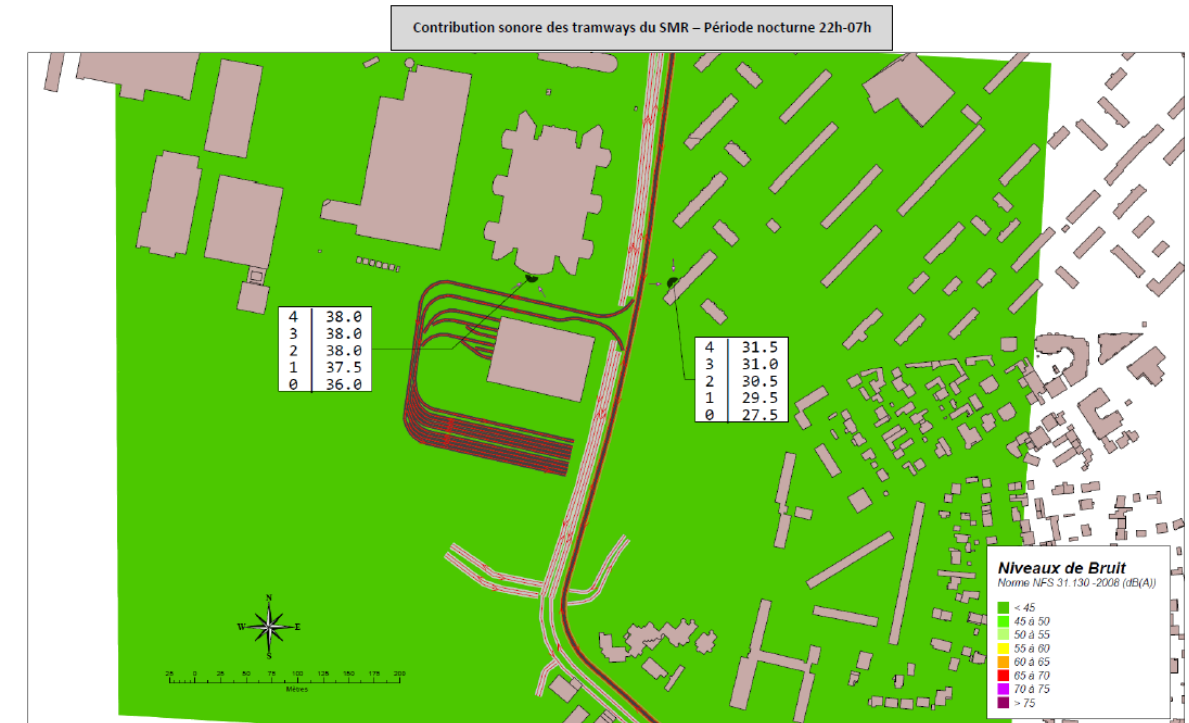 Contribution sonore des tramways du SMR – Période nocturne 22h-07h
4 38.0
3 38.0
2 38.0
1 37.5
0 36.0
4 31.5
3 31.0
2 30.5
1 29.5
0 27.5
N
W E
S
25 0 25 50 75 100 125 150 175 200
Mètres
Niveaux de Bruit
Norme NFS 31.130 -2008 (dB(A))
< 45
45 à 50
50 à 55
55 à 60
60 à 65
65 à 70
70 à 75
> 75